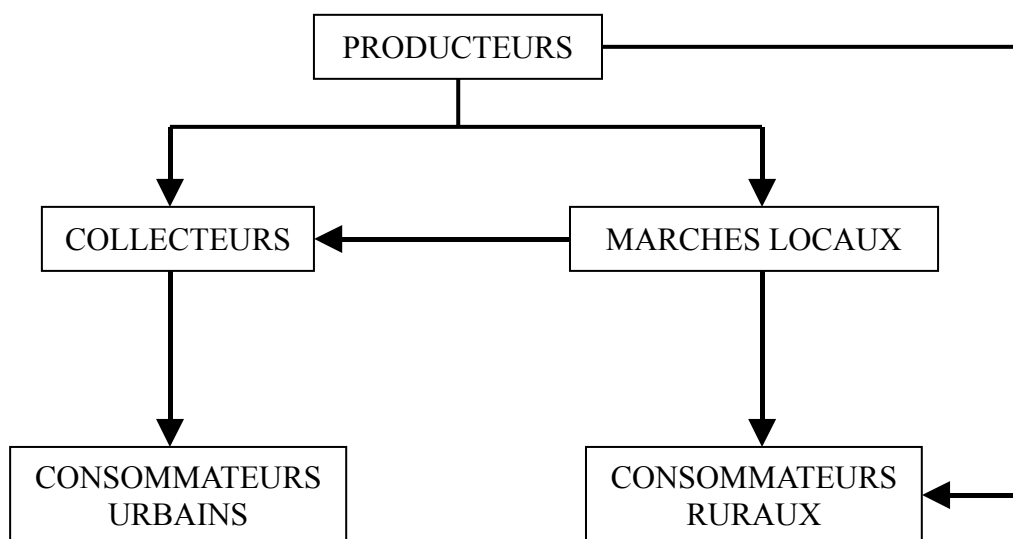 PRODUCTEURS
COLLECTEURS
MARCHES LOCAUX
CONSOMMATEURS
URBAINS
CONSOMMATEURS
RURAUX